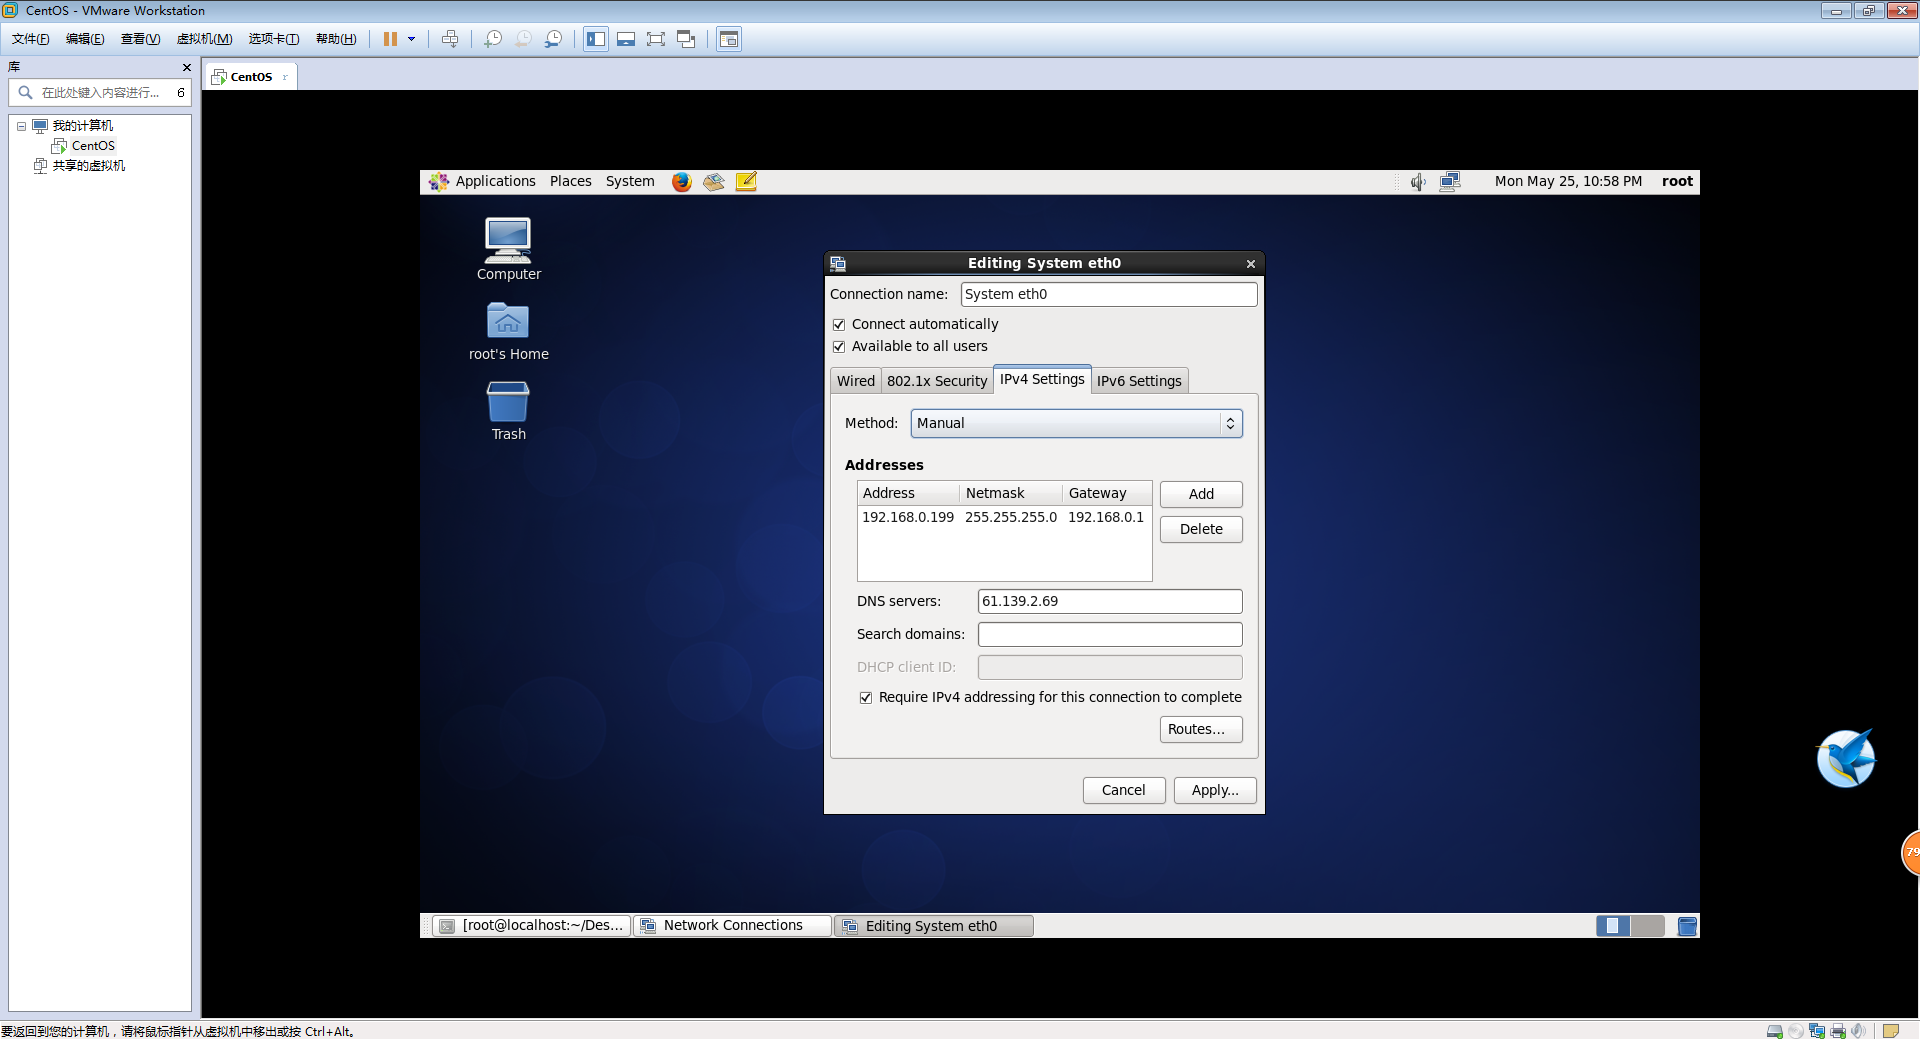 CentOS - VMware Workstation
文件(F) 编辑(E) 查看(V) 虚拟机(M) 选项卡(T) 帮助(H)
库
CentOS
在此处键入内容进行...
我的计算机
CentOS
共享的虚拟机
Applications Places System Mon May 25, 10:58 PM root
Computer
root's Home
Trash
Editing System eth0
Connection name: System eth0
Connect automatically
Available to all users
Wired 802.1x Security IPv4 Settings IPv6 Settings
Method: Manual
Addresses
Address Netmask Gateway
192.168.0.199 255.255.255.0 192.168.0.1
Add
Delete
DNS servers: 61.139.2.69
Search domains:
DHCP client ID:
Require IPv4 addressing for this connection to complete
Routes...
Cancel Apply...
79
[root@localhost:~/Des... Network Connections Editing System eth0
要返回到您的计算机，请将鼠标指针从虚拟机中移出或按 Ctrl+Alt。